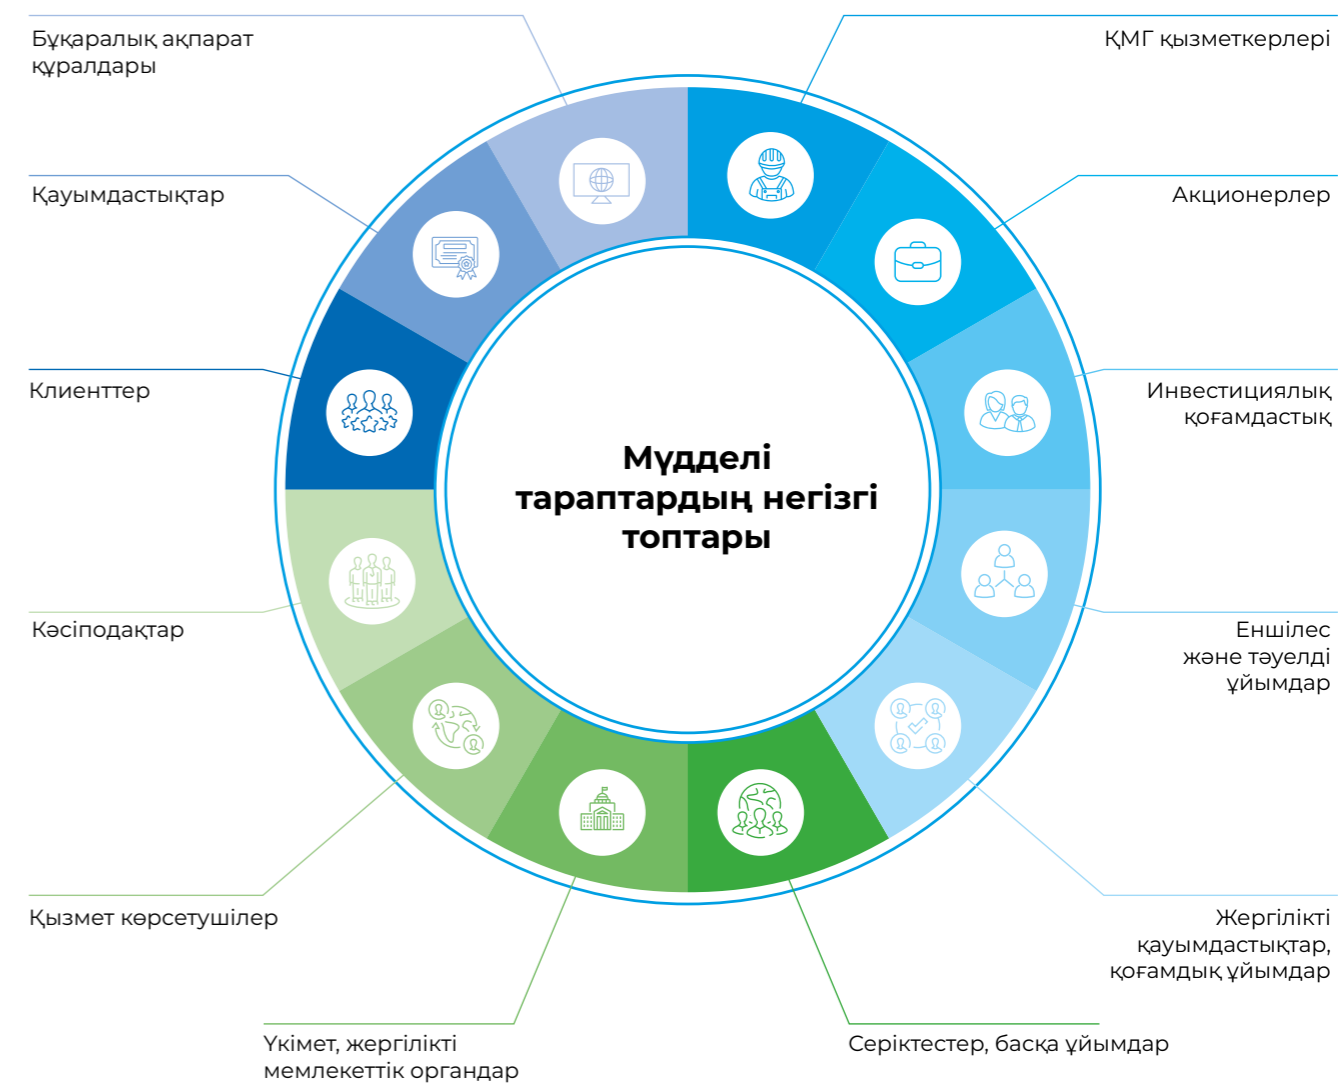 Бұқаралық ақпарат
құралдары
ҚМГ қызметкерлері
Қауымдастықтар
Акционерлер
Клиенттер
Инвестициялық
қоғамдастық
Мүдделі
тараптардың негізгі
топтары
Кәсіподақтар
Еншілес
және тәуелді
ұйымдар
Қызмет көрсетушілер
Жергілікті
қауымдастықтар,
қоғамдық ұйымдар
Үкімет, жергілікті
мемлекеттік органдар
Серіктестер, басқа ұйымдар